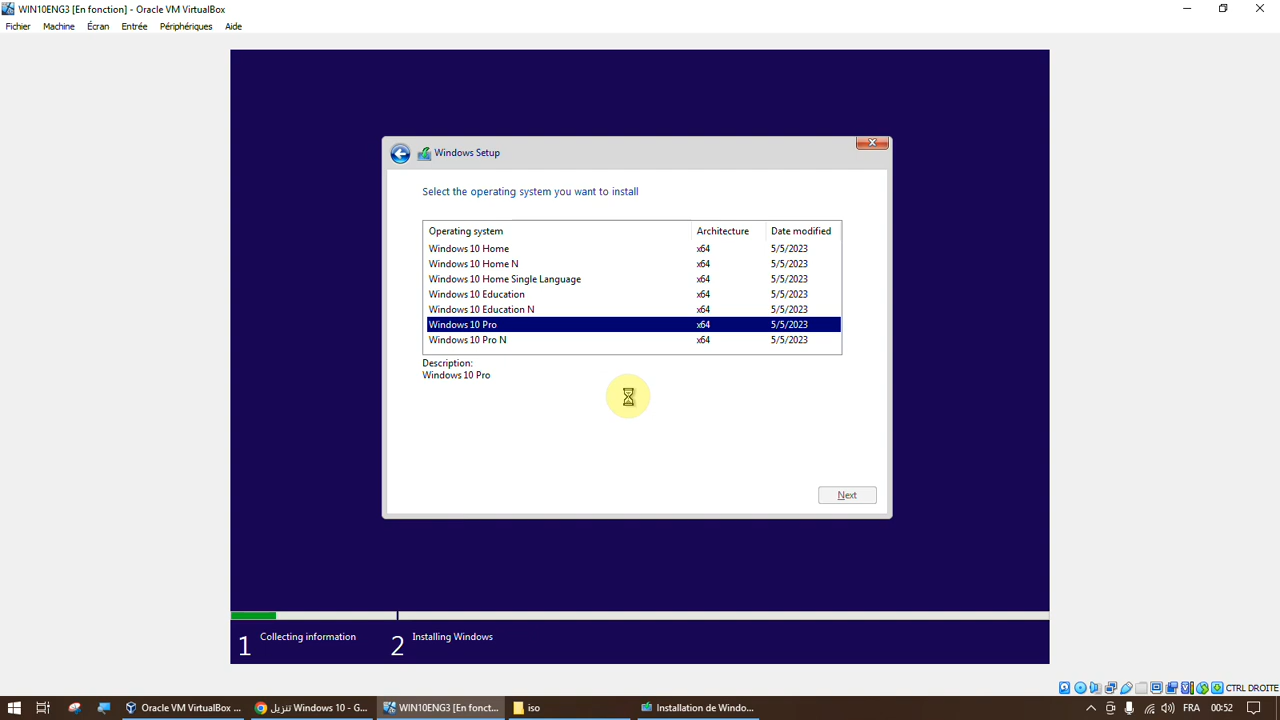 WIN10ENG3 [En fonction] - Oracle VM VirtualBox
Fichier Machine Écran Entrée Périphériques Aide
Windows Setup
Select the operating system you want to install
Operating system Architecture Date modified
Windows 10 Home x64 5/5/2023
Windows 10 Home N x64 5/5/2023
Windows 10 Home Single Language x64 5/5/2023
Windows 10 Education x64 5/5/2023
Windows 10 Education N x64 5/5/2023
Windows 10 Pro x64 5/5/2023
Windows 10 Pro N x64 5/5/2023
Description:
Windows 10 Pro
Next
1 Collecting information 2 Installing Windows
CTRL DROITE
Oracle VM VirtualBox ... تنزيل Windows 10 - G... WIN10ENG3 [En fonct... iso Installation de Windo... FRA 00:52